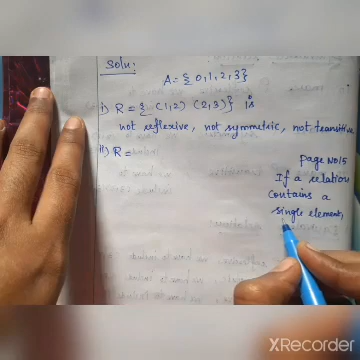 Solu:
A = { 0, 1, 2, 3 }
i) R = { (1,2) (2,3) } is
not reflexive, not symmetric, not transitive
ii) R =
Page NO 15
If a relation
contains a
single element,
XRecorder